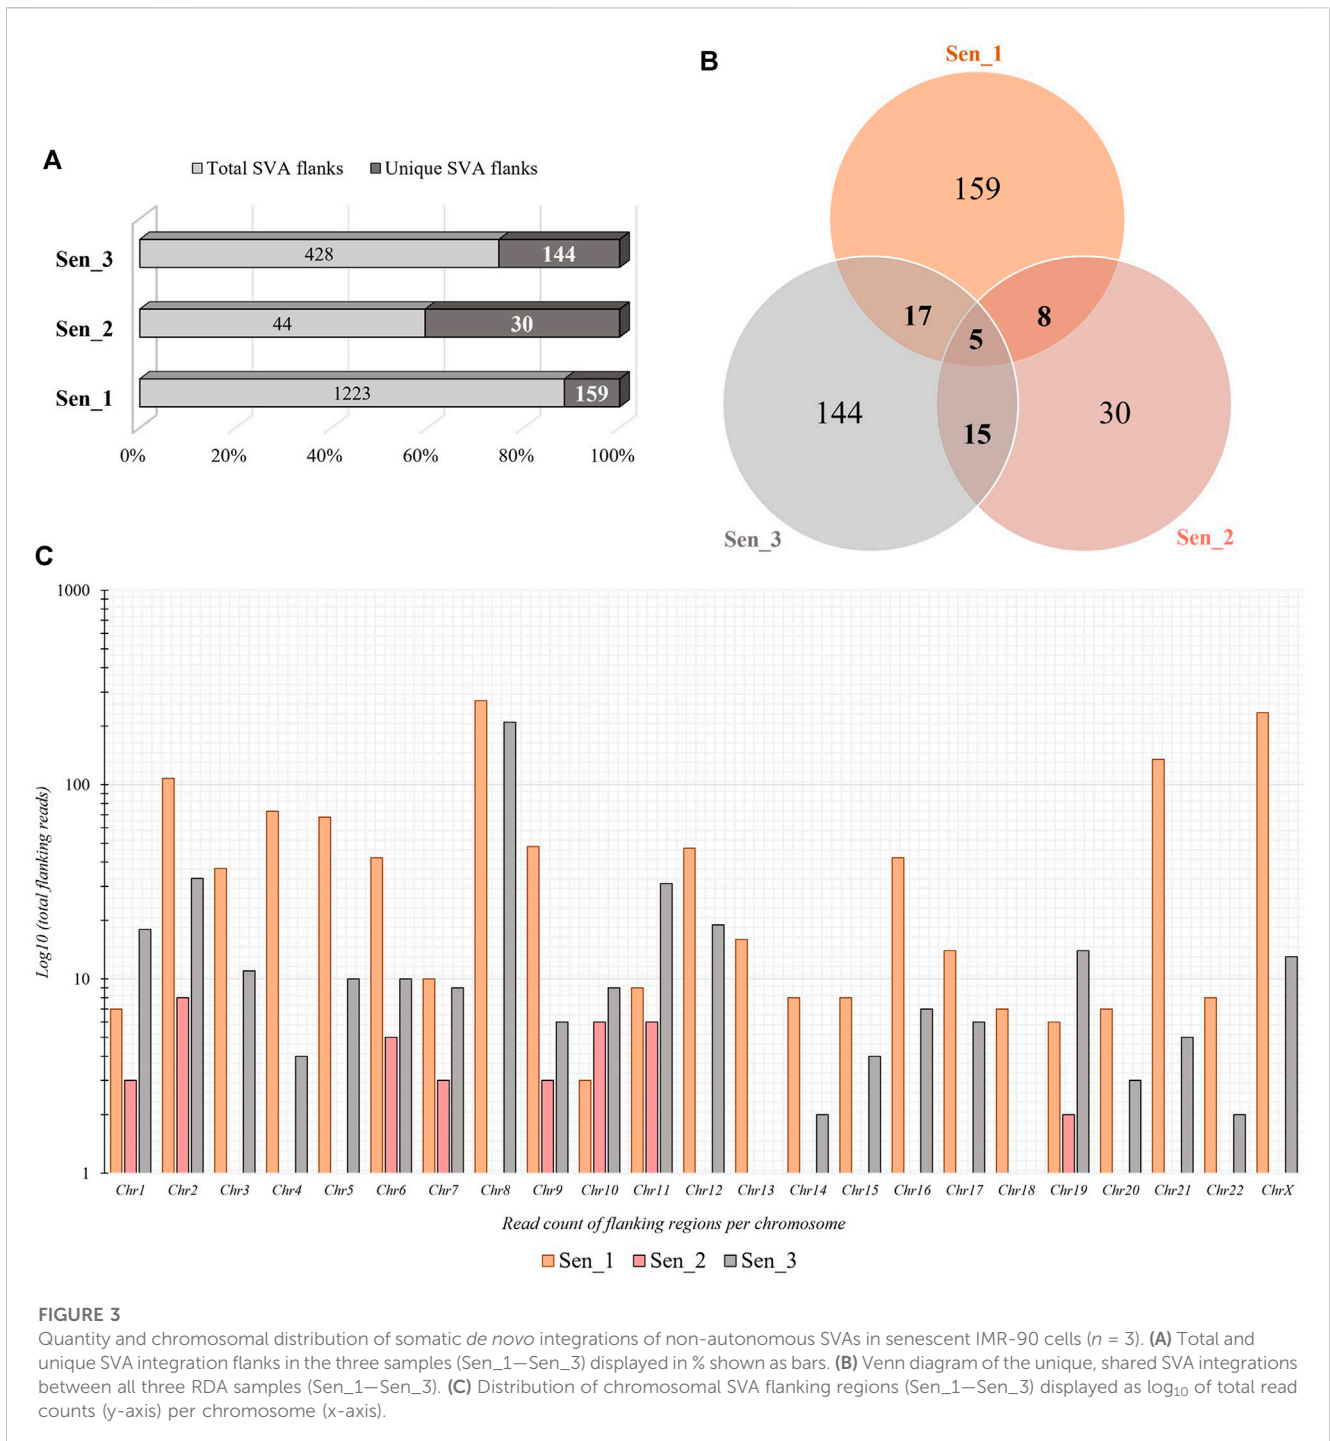 A
Total SVA flanks
Unique SVA flanks
Sen_3
428
144
Sen_2
44
30
Sen_1
1223
159
0%
20%
40%
60%
80%
100%
B
Sen_1
159
17
5
8
144
15
30
Sen_3
Sen_2
C
1000
100
10
1
Log10 (total flanking reads)
Chr1 Chr2 Chr3 Chr4 Chr5 Chr6 Chr7 Chr8 Chr9 Chr10 Chr11 Chr12 Chr13 Chr14 Chr15 Chr16 Chr17 Chr18 Chr19 Chr20 Chr21 Chr22 ChrX
Read count of flanking regions per chromosome
Sen_1 Sen_2 Sen_3
FIGURE 3
Quantity and chromosomal distribution of somatic de novo integrations of non-autonomous SVAs in senescent IMR-90 cells (n = 3). (A) Total and
unique SVA integration flanks in the three samples (Sen_1—Sen_3) displayed in % shown as bars. (B) Venn diagram of the unique, shared SVA integrations
between all three RDA samples (Sen_1—Sen_3). (C) Distribution of chromosomal SVA flanking regions (Sen_1—Sen_3) displayed as log10 of total read
counts (y-axis) per chromosome (x-axis).